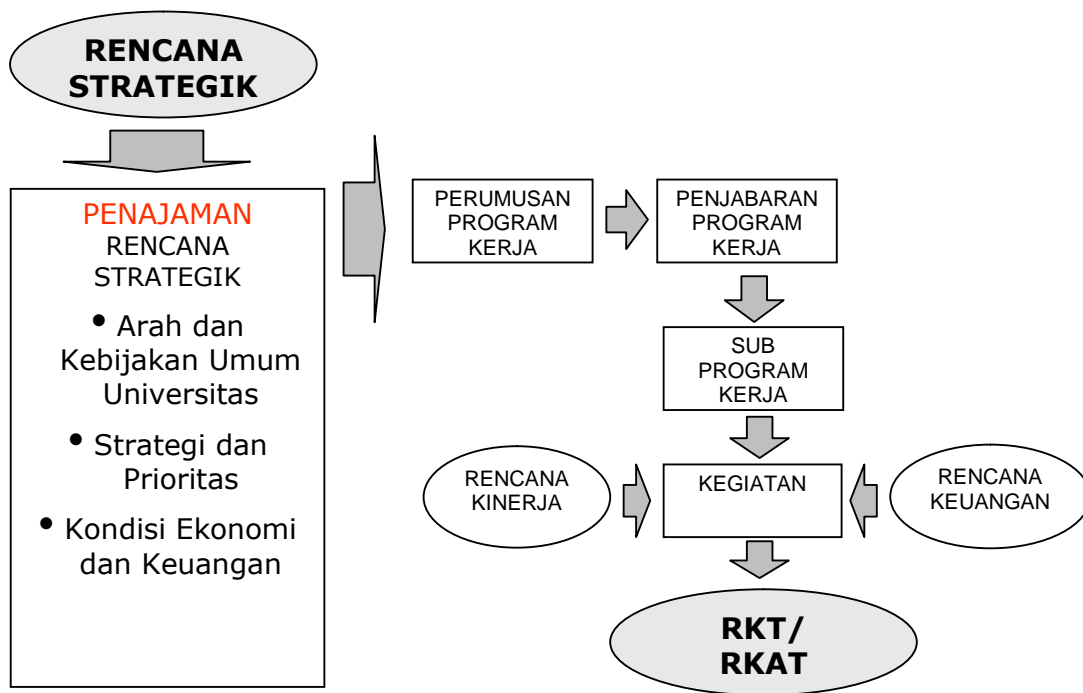 RENCANA
STRATEGIK
PENAJAMAN
RENCANA
STRATEGIK
• Arah dan
Kebijakan Umum
Universitas
• Strategi dan
Prioritas
• Kondisi Ekonomi
dan Keuangan
PERUMUSAN
PROGRAM
KERJA
PENJABARAN
PROGRAM
KERJA
SUB
PROGRAM
KERJA
RENCANA
KINERJA
KEGIATAN
RENCANA
KEUANGAN
RKT/
RKAT